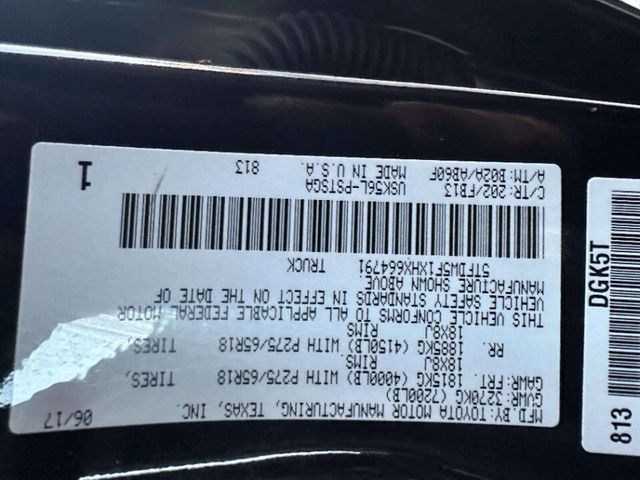 MFD.BY:TOYOTA MOTOR MANUFACTURING, TEXAS, INC. 06/17
GVWR:3270KG (7200LB)
GAWR:FRT. 1815KG (4000LB) WITH P275/65R18 TIRES,
18X8J RIMS
RR. 1885KG (4150LB) WITH P275/65R18 TIRES,
18X8J RIMS
THIS VEHICLE CONFORMS TO ALL APPLICABLE FEDERAL MOTOR
VEHICLE SAFETY STANDARDS IN EFFECT ON THE DATE OF
MANUFACTURE SHOWN ABOVE
5TFDW5F1XHX664791 TRUCK
USK56L-PSTSGA 813
C/TR:202/FB13
A/TM:B02A/AB60F MADE IN U.S.A.
1
DGK5T
813